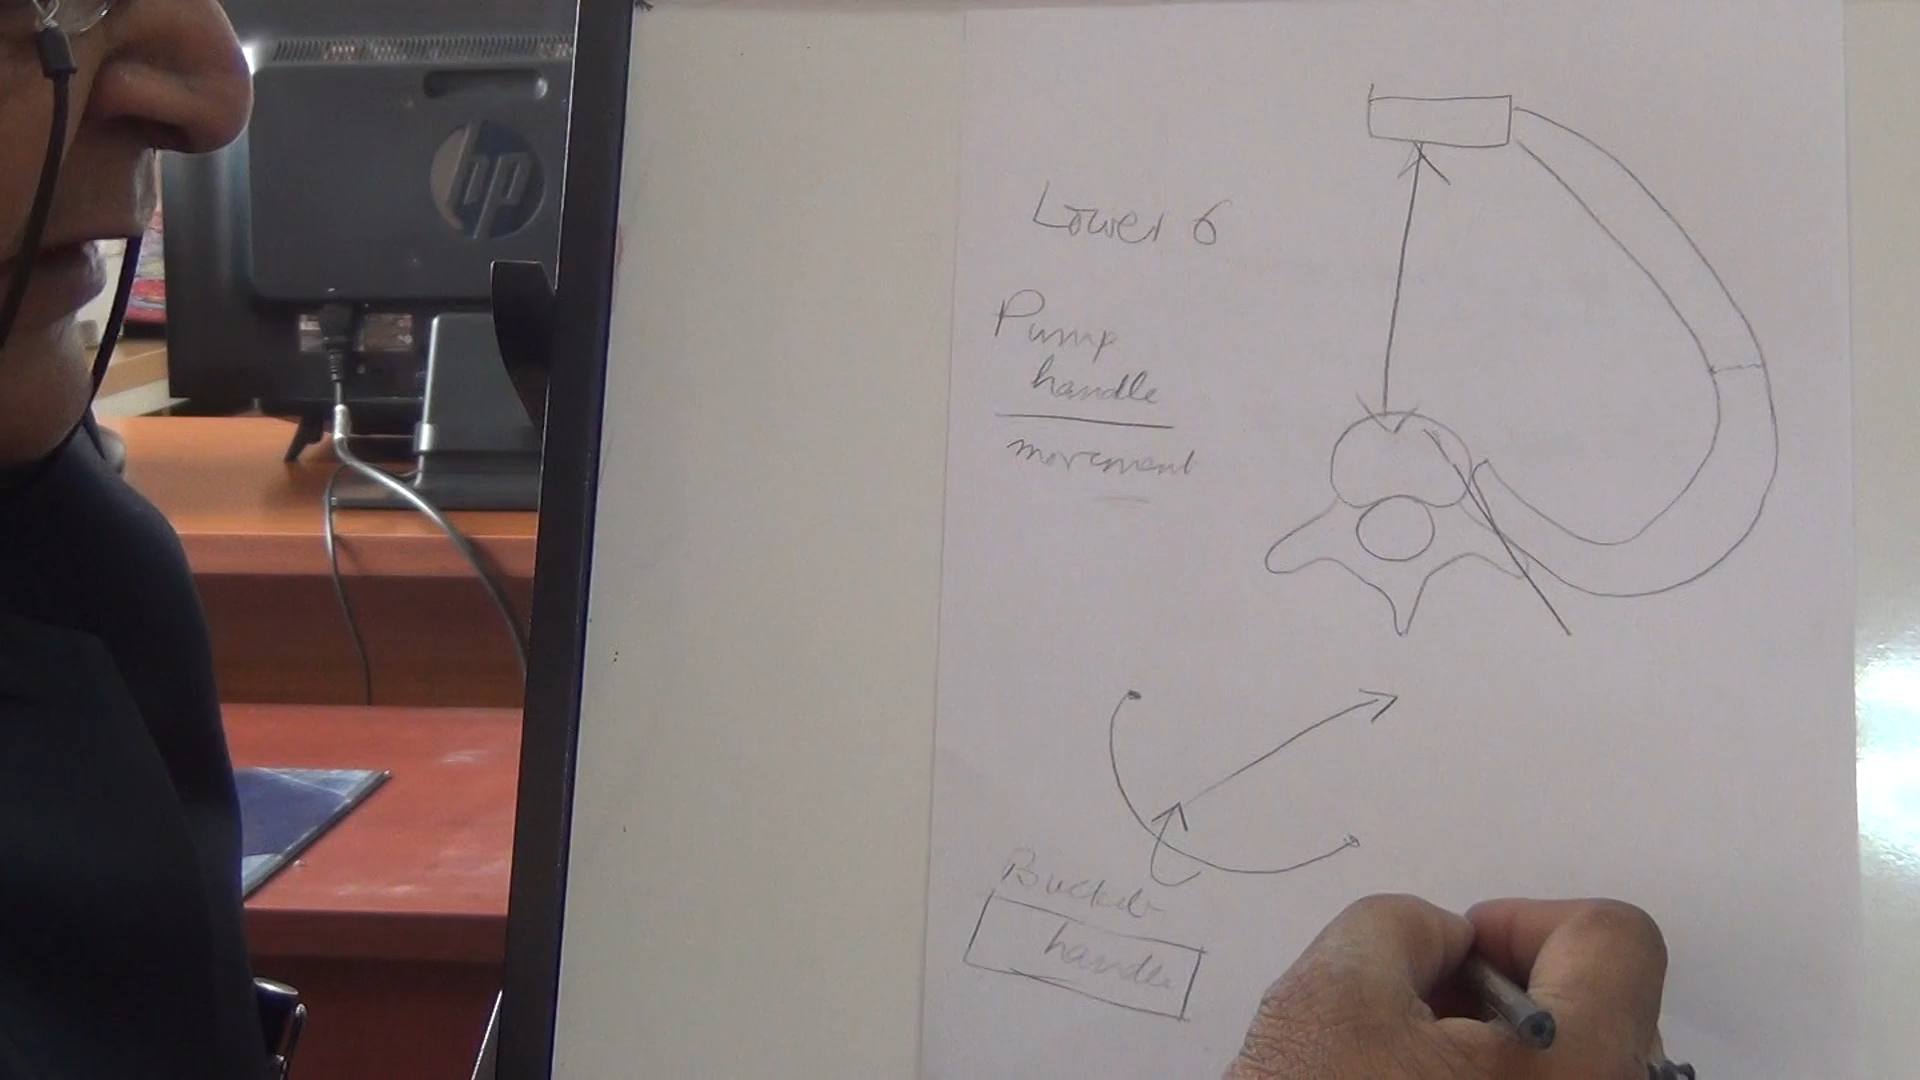 hp
Lower 6
Pump
handle
movement
Bucket
handle